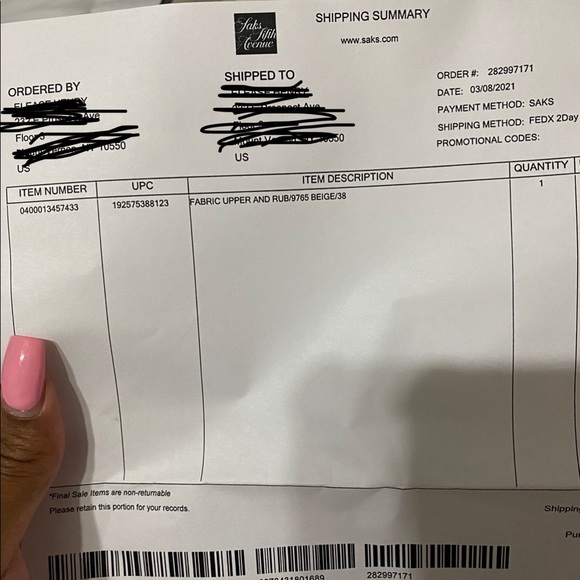 Saks
Fifth
Avenue
SHIPPING SUMMARY
www.saks.com
ORDERED BY
US
SHIPPED TO
US
ORDER #: 282997171
DATE: 03/08/2021
PAYMENT METHOD: SAKS
SHIPPING METHOD: FEDX 2Day
PROMOTIONAL CODES:
ITEM NUMBER UPC ITEM DESCRIPTION QUANTITY
0400013457433 192575388123 FABRIC UPPER AND RUB/9765 BEIGE/38 1
*Final Sale Items are non-returnable
Please retain this portion for your records.
Shipping
282997171